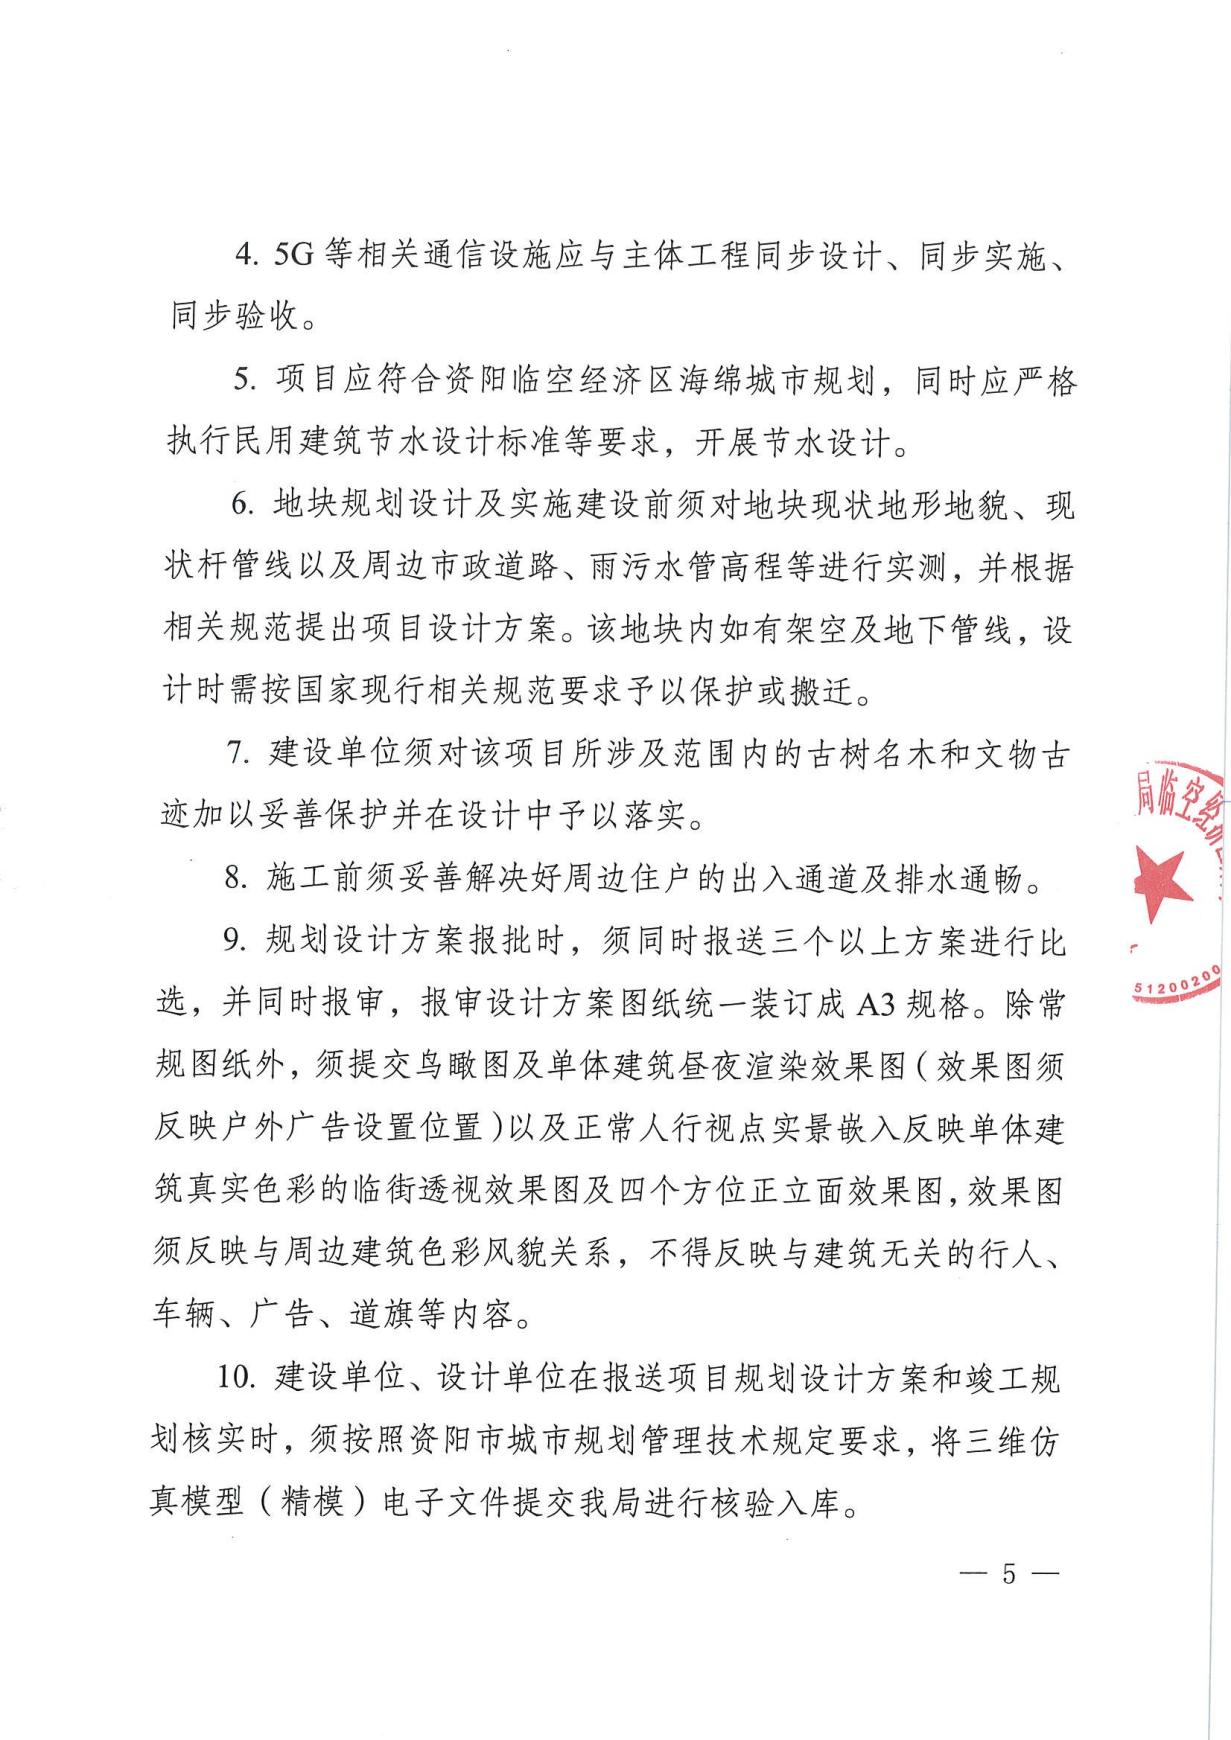 4. 5G 等相关通信设施应与主体工程同步设计、同步实施、
同步验收。
5. 项目应符合资阳临空经济区海绵城市规划，同时应严格
执行民用建筑节水设计标准等要求，开展节水设计。
6. 地块规划设计及实施建设前须对地块现状地形地貌、现
状杆管线以及周边市政道路、雨污水管高程等进行实测，并根据
相关规范提出项目设计方案。该地块内如有架空及地下管线，设
计时需按国家现行相关规范要求予以保护或搬迁。
7. 建设单位须对该项目所涉及范围内的古树名木和文物古
迹加以妥善保护并在设计中予以落实。
8. 施工前须妥善解决好周边住户的出入通道及排水通畅。
9. 规划设计方案报批时，须同时报送三个以上方案进行比
选，并同时报审，报审设计方案图纸统一装订成 A3 规格。除常
规图纸外，须提交鸟瞰图及单体建筑昼夜渲染效果图（效果图须
反映户外广告设置位置）以及正常人行视点实景嵌入反映单体建
筑真实色彩的临街透视效果图及四个方位正立面效果图，效果图
须反映与周边建筑色彩风貌关系，不得反映与建筑无关的行人、
车辆、广告、道旗等内容。
10. 建设单位、设计单位在报送项目规划设计方案和竣工规
划核实时，须按照资阳市城市规划管理技术规定要求，将三维仿
真模型（精模）电子文件提交我局进行核验入库。
— 5 —
局临空经
51200200